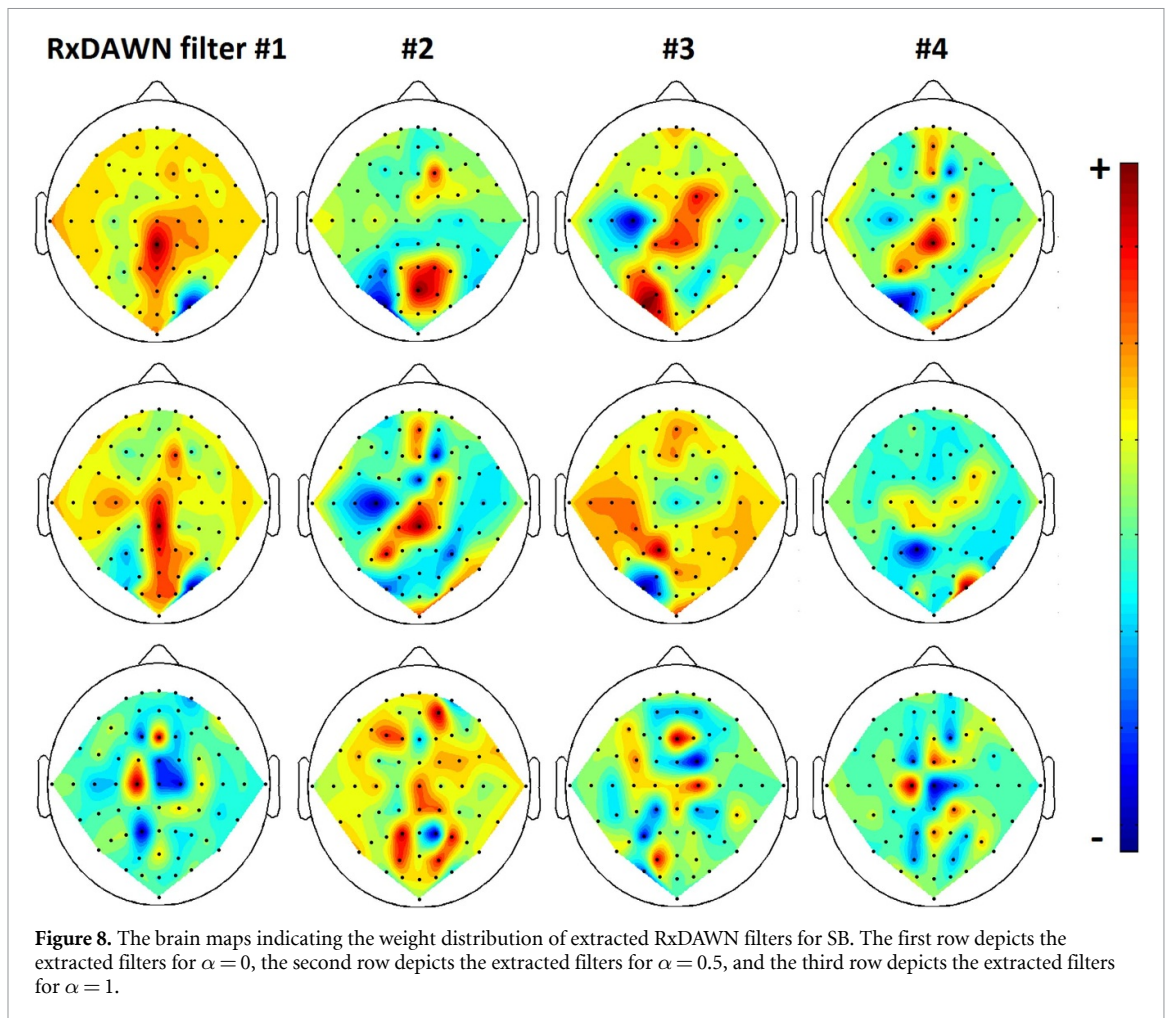 RxDAWN filter #1 #2 #3 #4
+
-
Figure 8. The brain maps indicating the weight distribution of extracted RxDAWN filters for SB. The first row depicts the
extracted filters for α = 0, the second row depicts the extracted filters for α = 0.5, and the third row depicts the extracted filters
for α = 1.